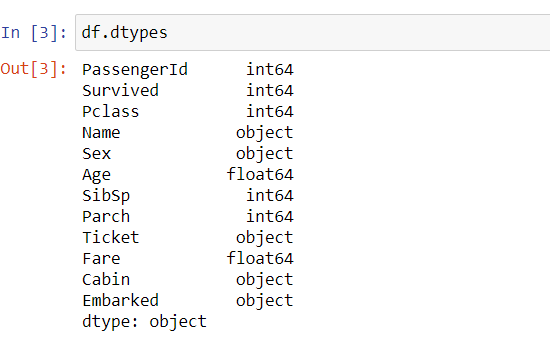 In [3]: df.dtypes
Out[3]: PassengerId int64
Survived int64
Pclass int64
Name object
Sex object
Age float64
SibSp int64
Parch int64
Ticket object
Fare float64
Cabin object
Embarked object
dtype: object